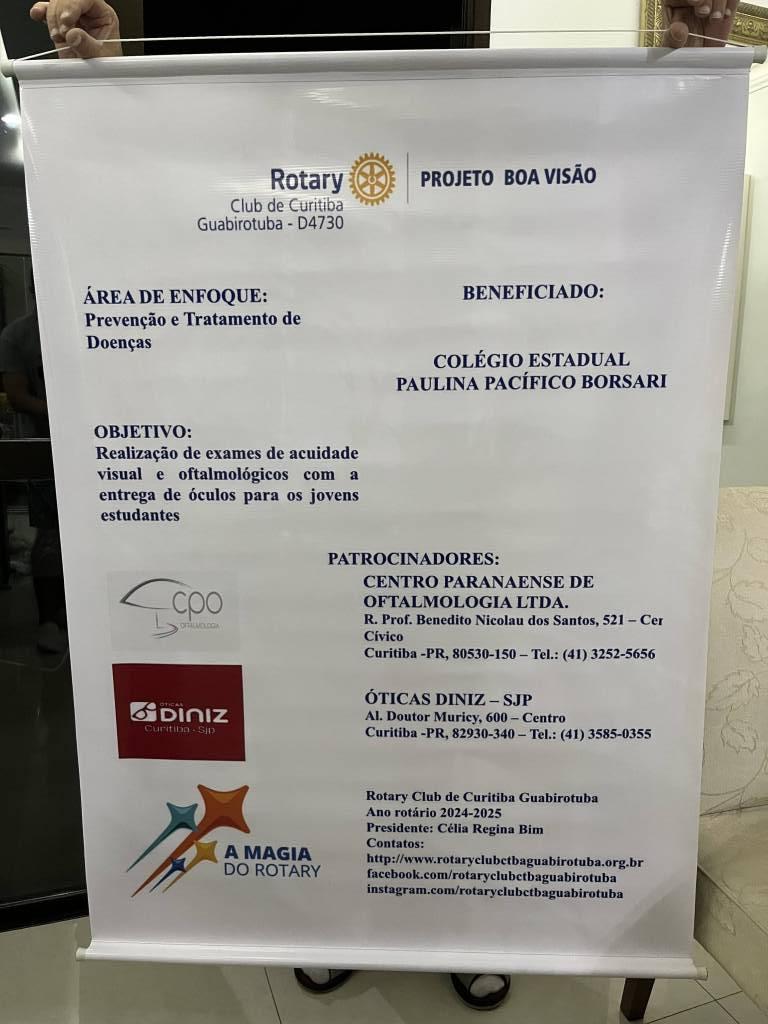 Rotary
Club de Curitiba
Guabirotuba - D4730
PROJETO BOA VISÃO
ÁREA DE ENFOQUE:
Prevenção e Tratamento de
Doenças
BENEFICIADO:
COLÉGIO ESTADUAL
PAULINA PACÍFICO BORSARI
OBJETIVO:
Realização de exames de acuidade
visual e oftalmológicos com a
entrega de óculos para os jovens
estudantes
PATROCINADORES:
cpo
OFTALMOLOGIA
CENTRO PARANAENSE DE
OFTALMOLOGIA LTDA.
R. Prof. Benedito Nicolau dos Santos, 521 – Cer
Cívico
Curitiba -PR, 80530-150 – Tel.: (41) 3252-5656
ÓTICAS
DINIZ
Curitiba - Sjp
ÓTICAS DINIZ – SJP
Al. Doutor Muricy, 600 – Centro
Curitiba -PR, 82930-340 – Tel.: (41) 3585-0355
A MAGIA
DO ROTARY
Rotary Club de Curitiba Guabirotuba
Ano rotário 2024-2025
Presidente: Célia Regina Bim
Contatos:
http://www.rotaryclubctbaguabirotuba.org.br
facebook.com/rotaryclubctbaguabirotuba
instagram.com/rotaryclubctbaguabirotuba